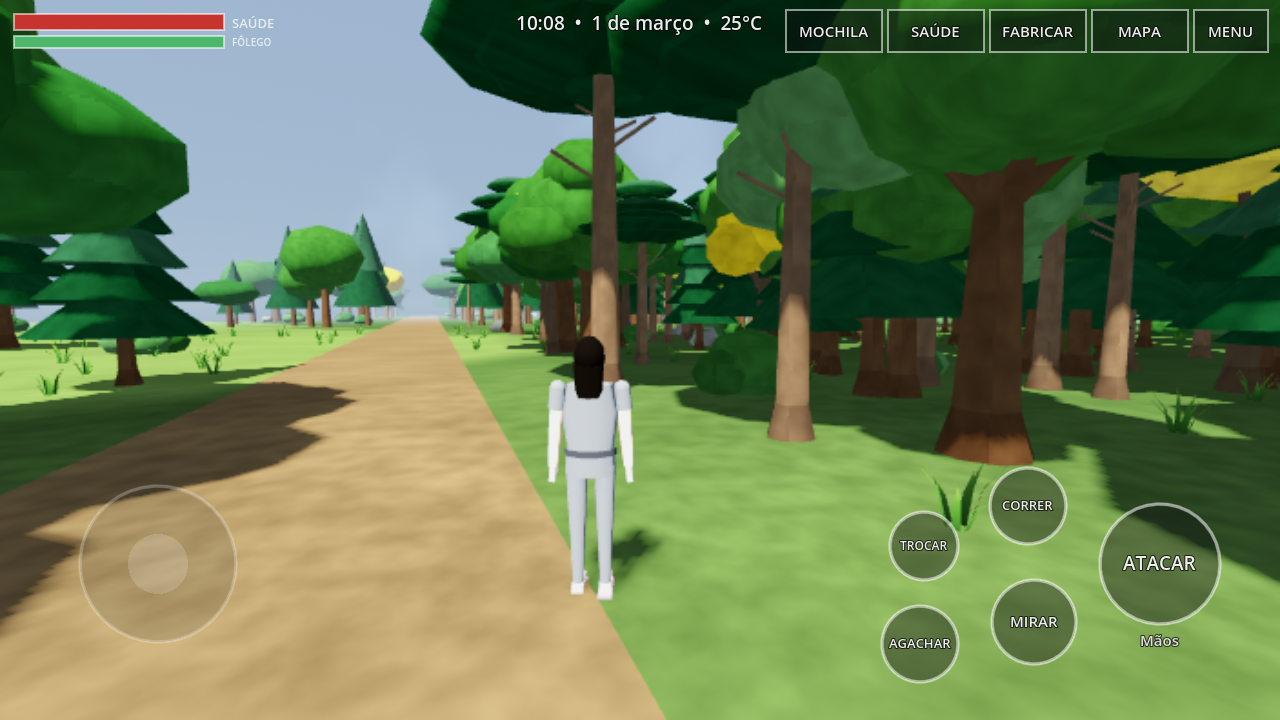 SAÚDE
FÔLEGO
10:08 • 1 de março • 25°C
MOCHILA
SAÚDE
FABRICAR
MAPA
MENU
CORRER
TROCAR
ATACAR
MIRAR
AGACHAR
Mãos